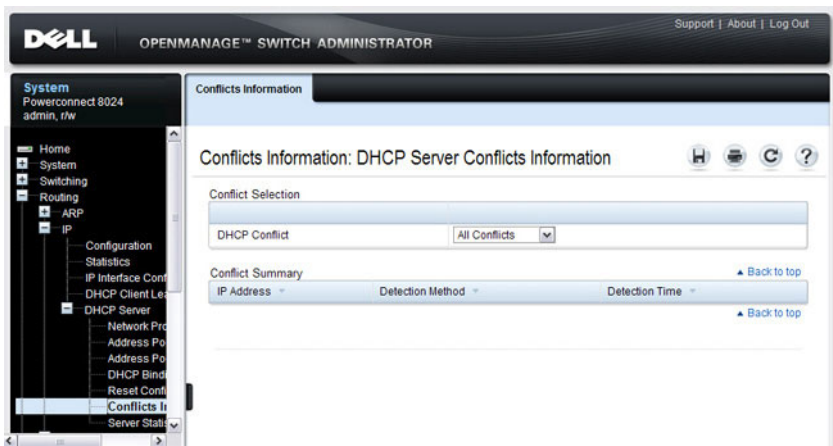 DELL
OPENMANAGE™ SWITCH ADMINISTRATOR
Support | About | Log Out
System
Powerconnect 8024
admin, r/w
Home
System
Switching
Routing
ARP
IP
Configuration
Statistics
IP Interface Conf
DHCP Client Lea
DHCP Server
Network Pro
Address Po
Address Po
DHCP Bindi
Reset Confl
Conflicts In
Server Statis
Conflicts Information
Conflicts Information: DHCP Server Conflicts Information
Conflict Selection
DHCP Conflict All Conflicts
Conflict Summary Back to top
IP Address Detection Method Detection Time
Back to top